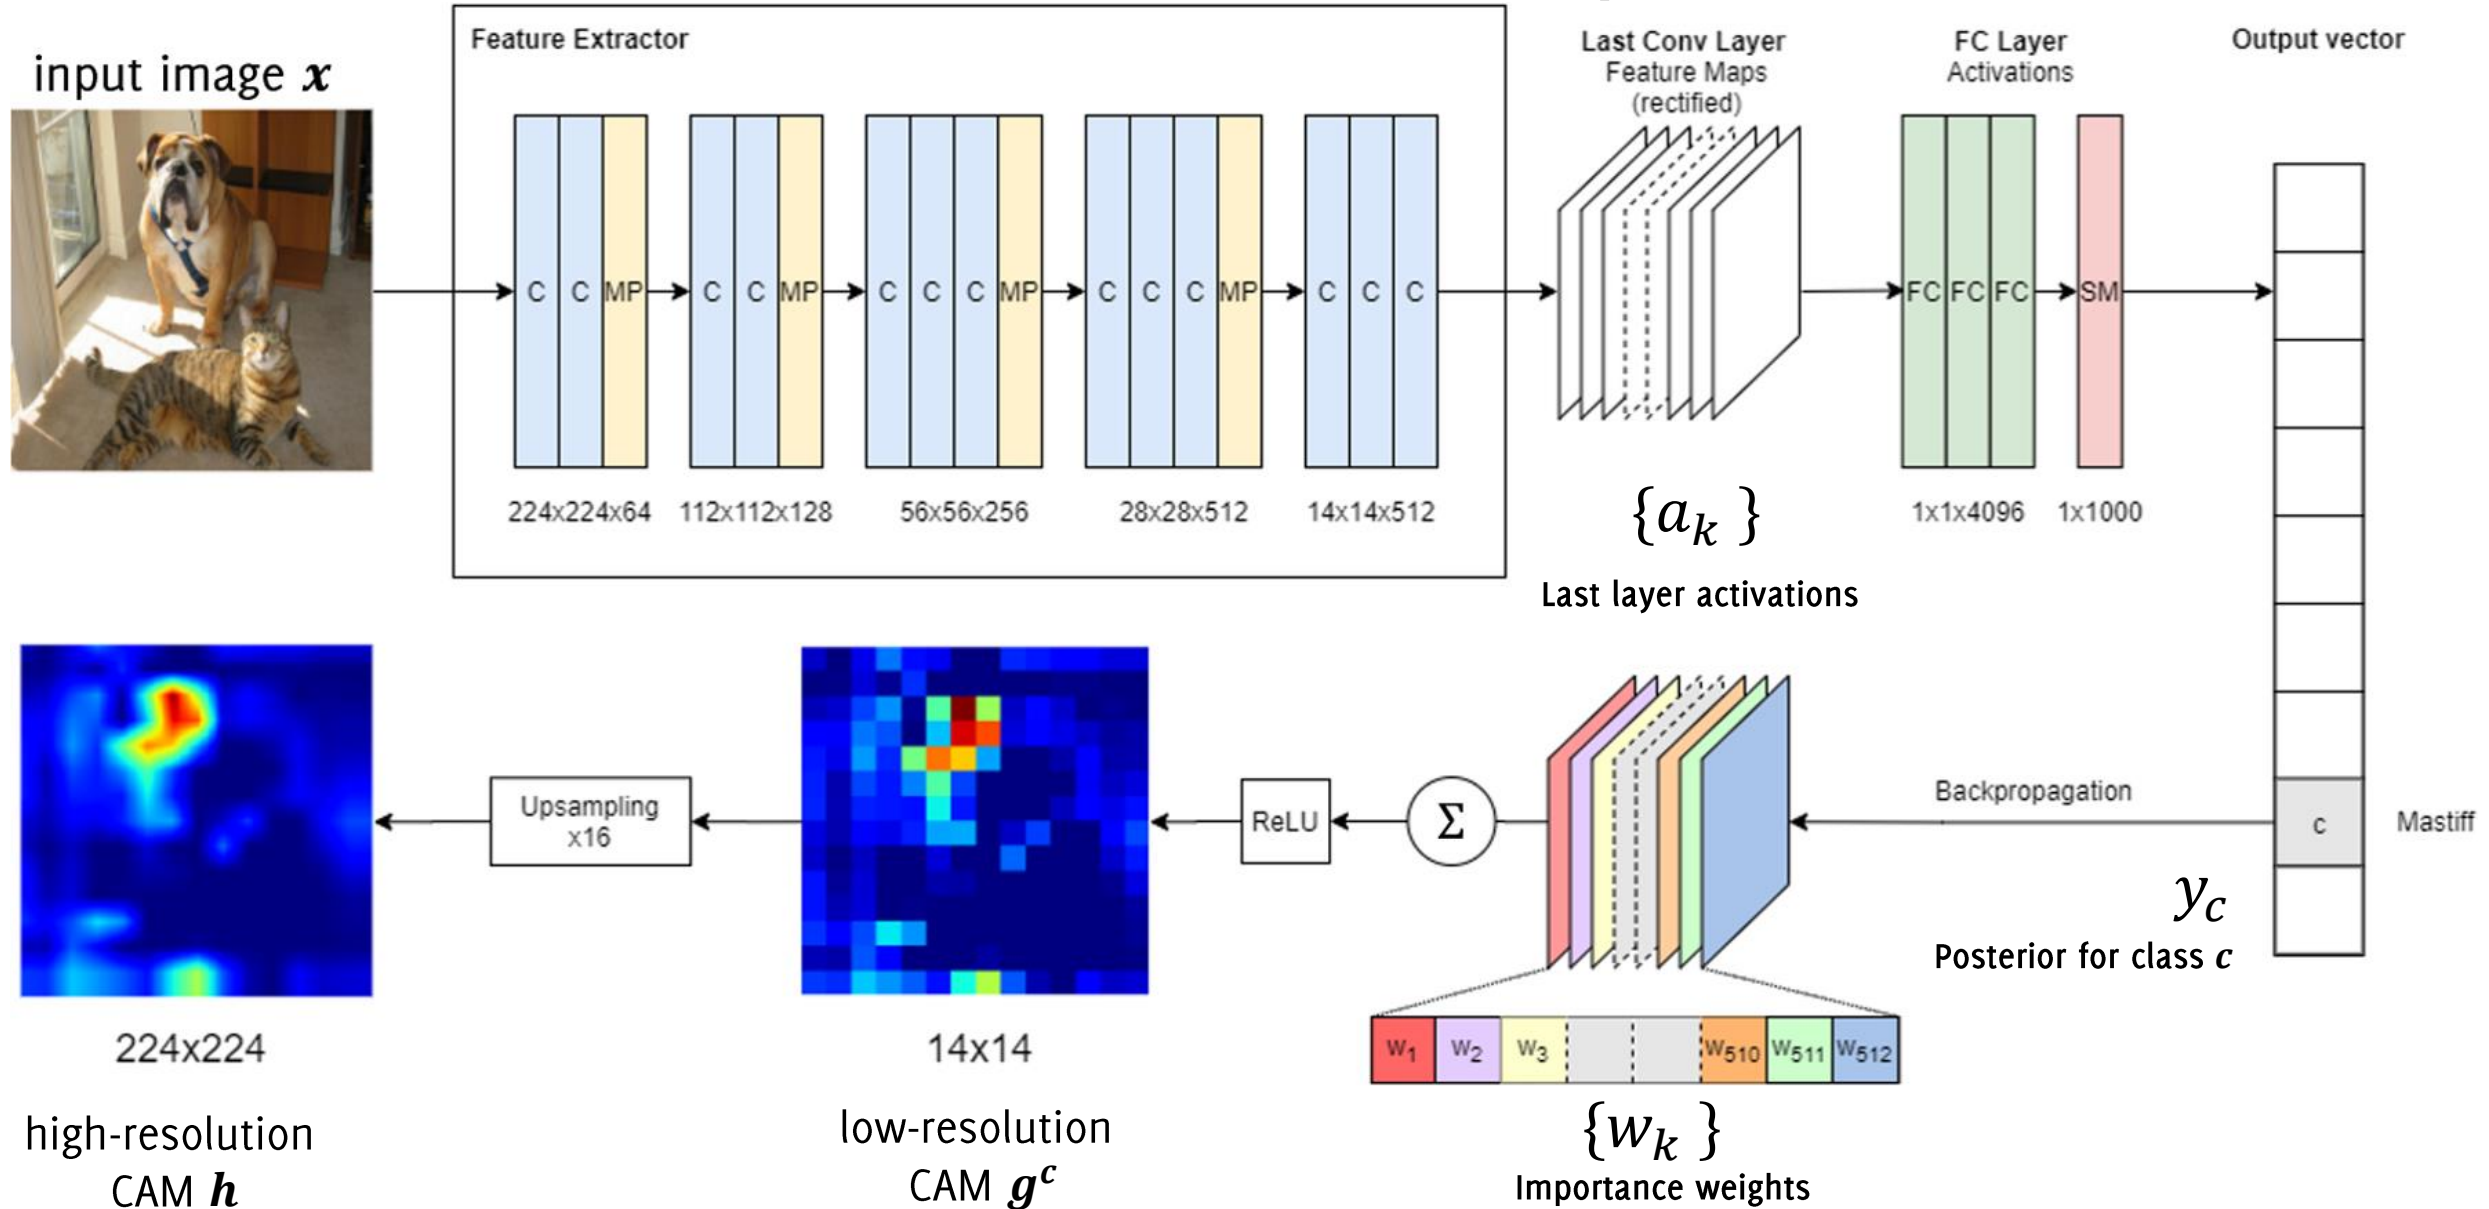 input image x
Feature Extractor
C C MP C C MP C C C MP C C C MP C C C
224x224x64 112x112x128 56x56x256 28x28x512 14x14x512
Last Conv Layer
Feature Maps
(rectified)
{a_k }
Last layer activations
FC Layer
Activations
FC FC FC SM
1x1x4096 1x1000
Output vector
c Mastiff
y_c
Posterior for class c
Backpropagation
w_1 w_2 w_3 w_510 w_511 w_512
{w_k }
Importance weights
Σ
ReLU
14x14
low-resolution
CAM g^c
Upsampling
x16
224x224
high-resolution
CAM h